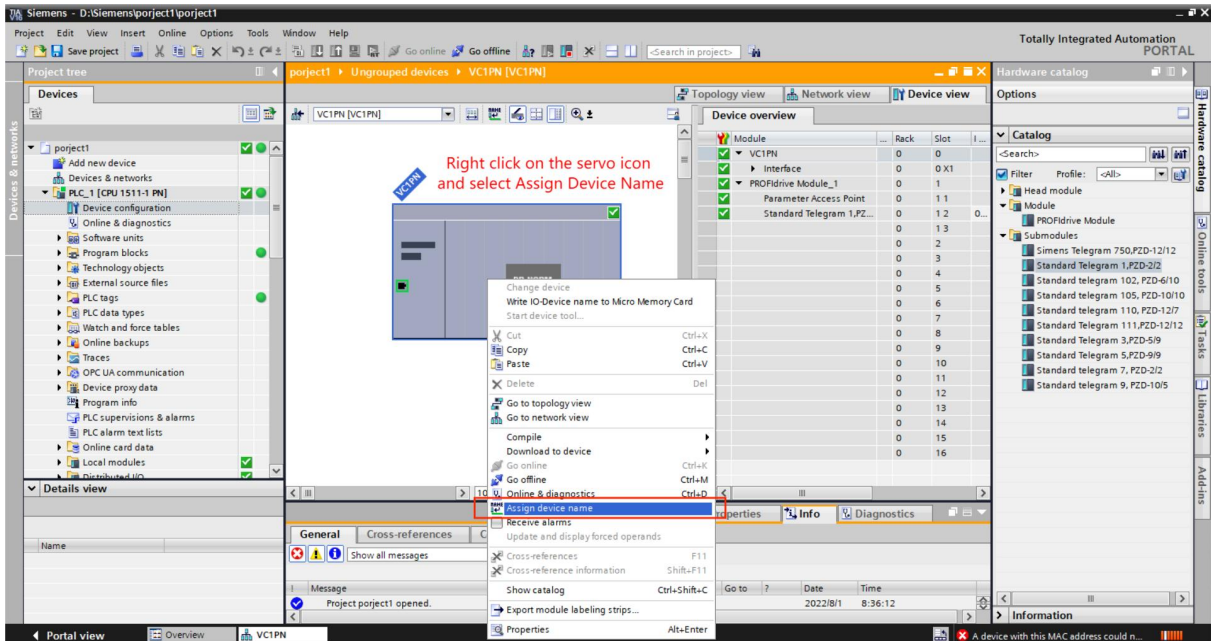 Siemens - D:\Siemens\porject1\porject1
Project Edit View Insert Online Options Tools Window Help
Save project Go online Go offline <Search in project>
Totally Integrated Automation
PORTAL
Project tree
porject1 ▸ Ungrouped devices ▸ VC1PN [VC1PN]
Hardware catalog
Devices
Topology view Network view Device view
Options
VC1PN [VC1PN]
Device overview
porject1
Add new device
Devices & networks
PLC_1 [CPU 1511-1 PN]
Device configuration
Online & diagnostics
Software units
Program blocks
Technology objects
External source files
PLC tags
PLC data types
Watch and force tables
Online backups
Traces
OPC UA communication
Device proxy data
Program info
PLC supervisions & alarms
PLC alarm text lists
Online card data
Local modules
Distributed I/O
Details view
Name
Devices & networks
Right click on the servo icon
and select Assign Device Name
VC1PN
DP-NORM
Change device
Write IO-Device name to Micro Memory Card
Start device tool...
Cut Ctrl+X
Copy Ctrl+C
Paste Ctrl+V
Delete Del
Go to topology view
Go to network view
Compile
Download to device
Go online Ctrl+K
Go offline Ctrl+M
Online & diagnostics Ctrl+D
Assign device name
Receive alarms
Update and display forced operands
Cross-references F11
Cross-reference information Shift+F11
Show catalog Ctrl+Shift+C
Export module labeling strips...
Properties Alt+Enter
Module ... Rack Slot I...
VC1PN 0 0
Interface 0 0 X1
PROFIdrive Module_1 0 1
Parameter Access Point 0 1 1
Standard Telegram 1,PZ... 0 1 2 0...
0 1 3
0 2
0 3
0 4
0 5
0 6
0 7
0 8
0 9
0 10
0 11
0 12
0 13
0 14
0 15
0 16
Properties Info Diagnostics
General Cross-references C
Show all messages
! Message Go to ? Date Time
Project porject1 opened. 2022/8/1 8:36:12
Catalog
<Search>
Filter Profile: <All>
Head module
Module
PROFIdrive Module
Submodules
Simens Telegram 750,PZD-12/12
Standard Telegram 1,PZD-2/2
Standard telegram 102, PZD-6/10
Standard telegram 105, PZD-10/10
Standard telegram 110, PZD-12/7
Standard Telegram 111,PZD-12/12
Standard Telegram 3,PZD-5/9
Standard Telegram 5,PZD-9/9
Standard telegram 7, PZD-2/2
Standard telegram 9, PZD-10/5
Information
Hardware catalog
Online tools
Tasks
Libraries
Add-ins
Portal view Overview VC1PN
A device with this MAC address could n...